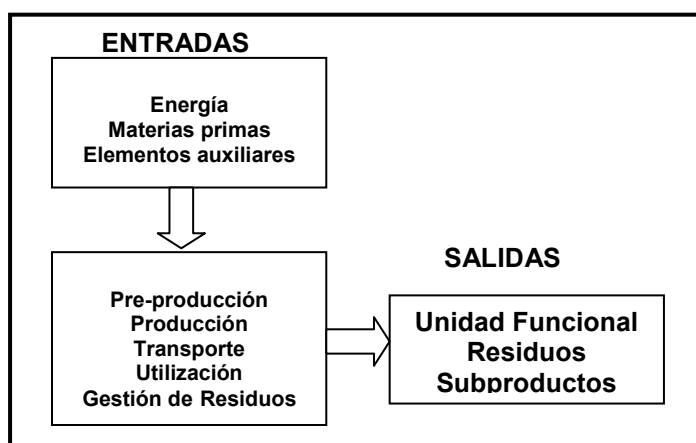 ENTRADAS
Energía
Materias primas
Elementos auxiliares
Pre-producción
Producción
Transporte
Utilización
Gestión de Residuos
SALIDAS
Unidad Funcional
Residuos
Subproductos